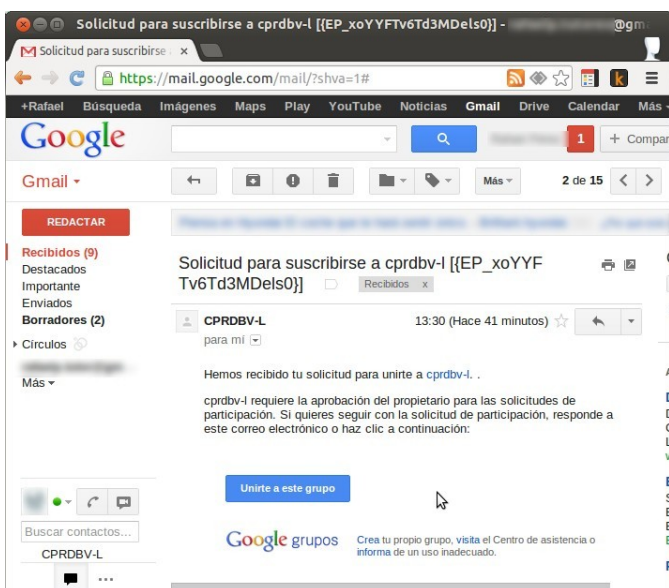 Solicitud para suscribirse a cprdbv-l [{EP_xoYYFTv6Td3MDels0}] - @gm
Solicitud para suscribirse a
https://mail.google.com/mail/?shva=1#
+Rafael Búsqueda Imágenes Maps Play YouTube Noticias Gmail Drive Calendar Más
Google 1 + Compar
Gmail Más 2 de 15
REDACTAR
Recibidos (9)
Destacados
Importante
Enviados
Borradores (2)
Círculos
Más
Solicitud para suscribirse a cprdbv-l [{EP_xoYYF
Tv6Td3MDels0}] Recibidos x
CPRDBV-L 13:30 (Hace 41 minutos)
para mí
Hemos recibido tu solicitud para unirte a cprdbv-l. .
cprdbv-l requiere la aprobación del propietario para las solicitudes de
participación. Si quieres seguir con la solicitud de participación, responde a
este correo electrónico o haz clic a continuación:
Unirte a este grupo
Google grupos Crea tu propio grupo, visita el Centro de asistencia o
informa de un uso inadecuado.
Buscar contactos...
CPRDBV-L